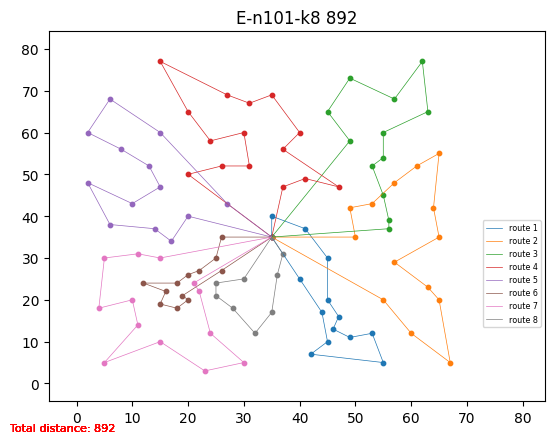 E-n101-k8 892
80
70
60
50
40
30
20
10
0
route 1
route 2
route 3
route 4
route 5
route 6
route 7
route 8
0 10 20 30 40 50 60 70 80
Total distance: 892